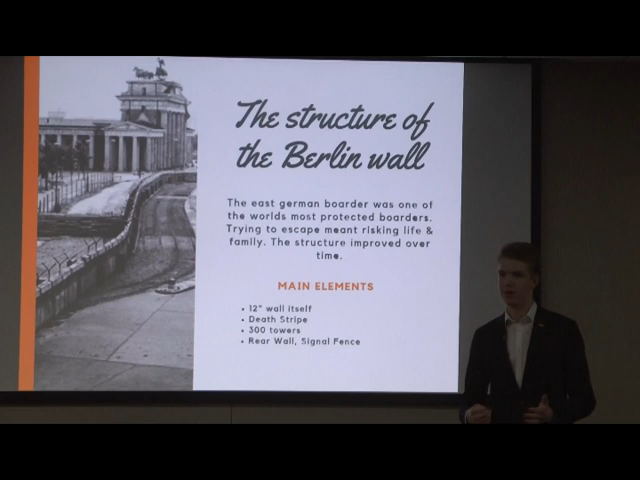 The structure of
the Berlin wall
The east german boarder was one of
the worlds most protected boarders.
Trying to escape meant risking life &
family. The structure improved over
time.
MAIN ELEMENTS
• 12" wall itself
• Death Stripe
• 300 towers
• Rear Wall, Signal Fence